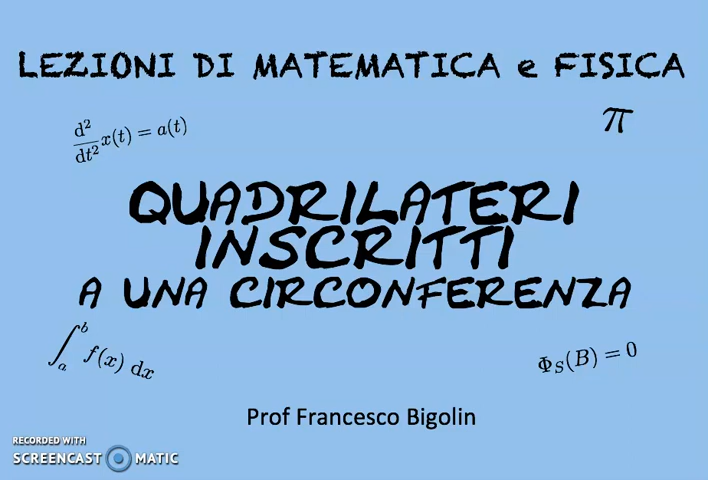 LEZIONI DI MATEMATICA e FISICA
π
d²/dt² x(t) = a(t)
QUADRILATERI
INSCRITTI
A UNA CIRCONFERENZA
∫ₐᵇ f(x) dx
Φ_S(B) = 0
Prof Francesco Bigolin
RECORDED WITH
SCREENCAST MATIC